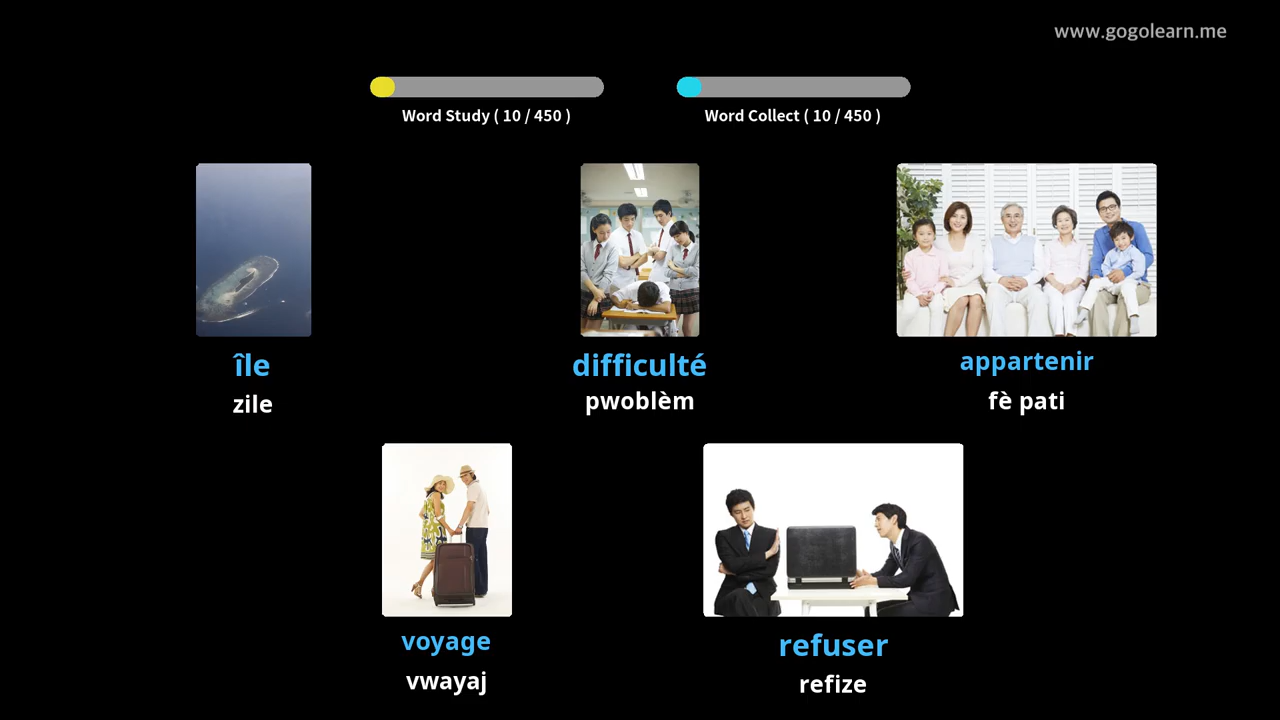 www.gogolearn.me
Word Study ( 10 / 450 )
Word Collect ( 10 / 450 )
île
zile
difficulté
pwoblèm
appartenir
fè pati
voyage
vwayaj
refuser
refize